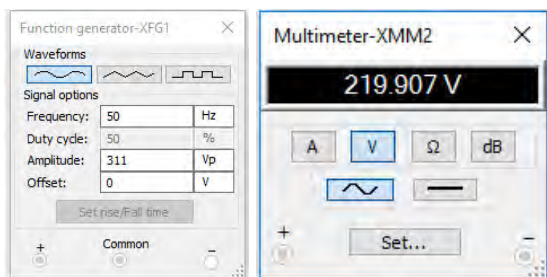 Function generator-XFG1
Waveforms
Signal options
Frequency: 50 Hz
Duty cycle: 50 %
Amplitude: 311 Vp
Offset: 0 V
Set rise/Fall time
+ Common −
Multimeter-XMM2
219.907 V
A V Ω dB
+ Set... −